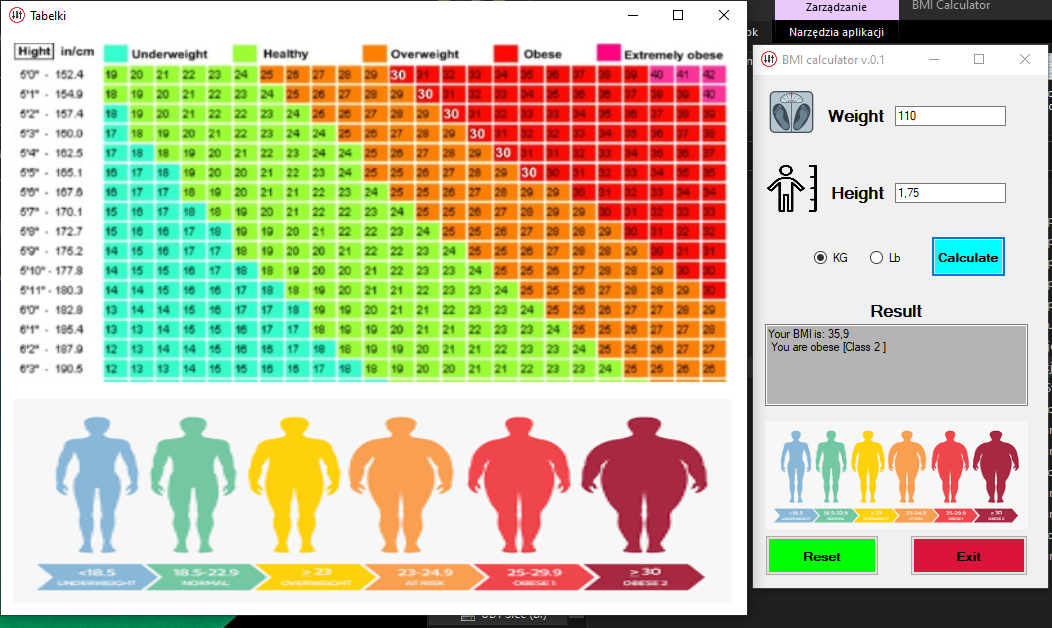 Tabelki
Hight in/cm Underweight Healthy Overweight Obese Extremely obese
5'0" - 152.4 19 20 21 22 23 24 25 26 27 28 29 30 31 32 33 34 35 36 37 38 39 40 41 42
5'1" - 154.9 18 19 20 21 22 23 24 25 26 27 28 29 30 31 32 33 34 35 36 36 37 38 39 40
5'2" - 157.4 18 19 20 21 22 22 23 24 25 26 27 28 29 30 31 32 33 33 34 35 36 37 38 39
5'3" - 160.0 17 18 19 20 21 22 23 24 24 25 26 27 28 29 30 31 32 32 33 34 35 36 37 38
5'4" - 162.5 17 18 18 19 20 21 22 23 24 24 25 26 27 28 29 30 31 31 32 33 34 35 36 37
5'5" - 165.1 16 17 18 19 20 20 21 22 23 24 25 25 26 27 28 29 30 30 31 32 33 34 35 35
5'6" - 167.6 16 17 17 18 19 20 21 21 22 23 24 25 25 26 27 28 29 29 30 31 32 33 34 34
5'7" - 170.1 15 16 17 18 18 19 20 21 22 22 23 24 25 25 26 27 28 29 29 30 31 32 33 33
5'8" - 172.7 15 16 16 17 18 19 19 20 21 22 22 23 24 25 25 26 27 28 28 29 30 31 32 32
5'9" - 175.2 14 15 16 17 17 18 19 20 20 21 22 22 23 24 25 25 26 27 28 28 29 30 31 31
5'10" - 177.8 14 15 15 16 17 18 18 19 20 20 21 22 23 23 24 25 25 26 27 28 28 29 30 30
5'11" - 180.3 14 14 15 16 16 17 18 18 19 20 21 21 22 23 23 24 25 25 26 27 28 28 29 30
6'0" - 182.8 13 14 14 15 16 17 17 18 19 19 20 21 21 22 23 23 24 25 25 26 27 27 28 29
6'1" - 185.4 13 13 14 15 15 16 17 17 18 19 19 20 21 21 22 23 23 24 25 25 26 27 27 28
6'2" - 187.9 12 13 14 14 15 16 16 17 18 18 19 19 20 21 21 22 23 23 24 25 25 26 27 27
6'3" - 190.5 12 13 13 14 15 15 16 16 17 18 18 19 20 20 21 21 22 23 23 24 25 25 26 26
<18.5 18.5-22.9 ≥ 23 23-24.9 25-29.9 ≥ 30
UNDERWEIGHT NORMAL OVERWEIGHT AT RISK OBESE 1 OBESE 2
Zarządzanie
BMI Calculator
ok
Narzędzia aplikacji
BMI calculator v.0.1
Weight 110
Height 1,75
KG Lb Calculate
Result
Your BMI is: 35,9
You are obese [Class 2 ]
<18.5 18.5-22.9 ≥ 23 23-24.9 25-29.9 ≥ 30
UNDERWEIGHT NORMAL OVERWEIGHT AT RISK OBESE 1 OBESE 2
Reset Exit